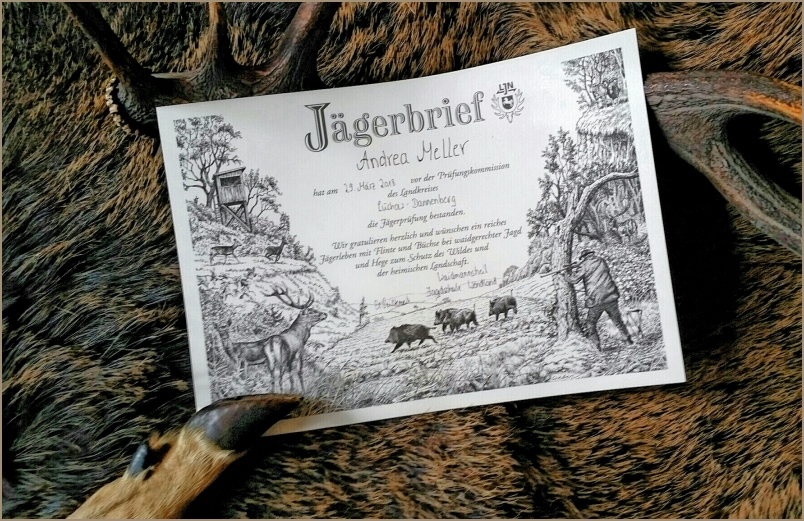 LJN
Jägerbrief
Andrea Meller
hat am 29. März 2018 vor der Prüfungskommission
des Landkreises
Lüchow-Dannenberg
die Jägerprüfung bestanden.
Wir gratulieren herzlich und wünschen ein reiches
Jägerleben mit Flinte und Büchse bei waidgerechter Jagd
und Hege zum Schutz des Wildes und
der heimischen Landschaft.
Waidmannsheil
Jagdschule Wendland